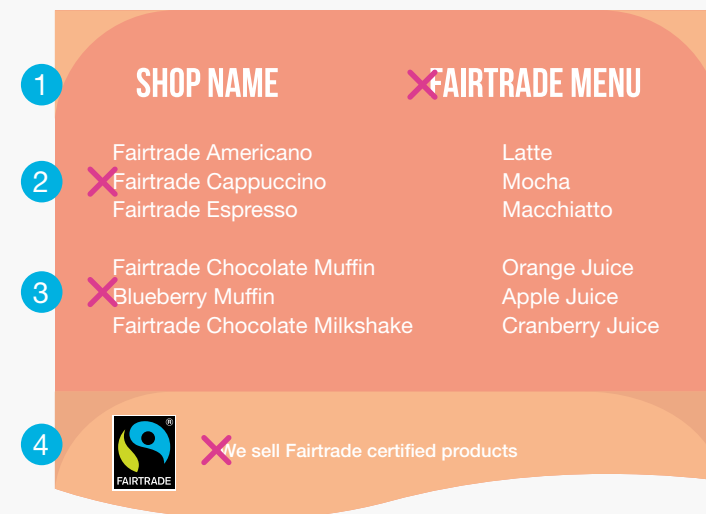 1
SHOP NAME
FAIRTRADE MENU
2
Fairtrade Americano
Fairtrade Cappuccino
Fairtrade Espresso
Latte
Mocha
Macchiatto
3
Fairtrade Chocolate Muffin
Blueberry Muffin
Fairtrade Chocolate Milkshake
Orange Juice
Apple Juice
Cranberry Juice
4
®
FAIRTRADE
We sell Fairtrade certified products